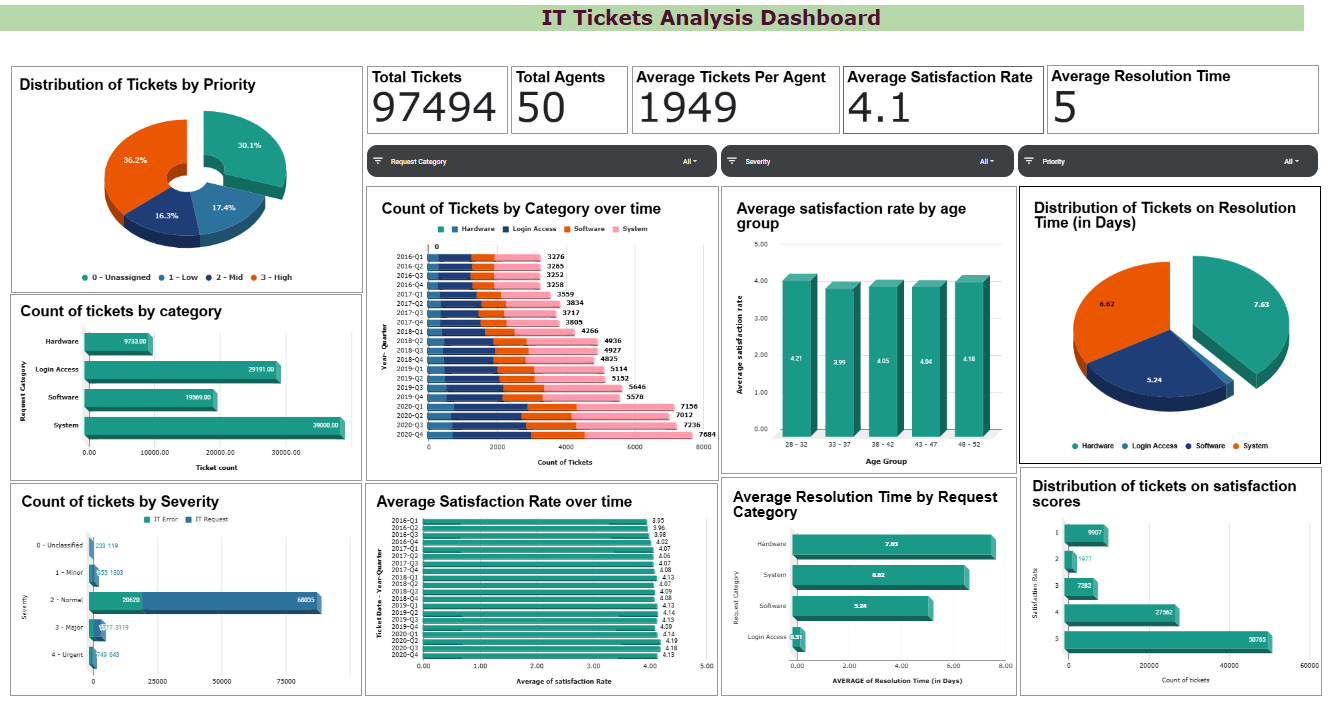 IT Tickets Analysis Dashboard
Distribution of Tickets by Priority
30.1%
36.2%
17.4%
16.3%
0 - Unassigned 1 - Low 2 - Mid 3 - High
Total Tickets
97494
Total Agents
50
Average Tickets Per Agent
1949
Average Satisfaction Rate
4.1
Average Resolution Time
5
Request Category All
Severity All
Priority All
Count of tickets by category
Request Category
Hardware 9733.00
Login Access 29191.00
Software 19569.00
System 39000.00
0.00 10000.00 20000.00 30000.00
Ticket count
Count of Tickets by Category over time
Hardware Login Access Software System
Year- Quarter
0
2016-Q1 3276
2016-Q2 3265
2016-Q3 3252
2016-Q4 3258
2017-Q1 3559
2017-Q2 3834
2017-Q3 3717
2017-Q4 3805
2018-Q1 4266
2018-Q2 4936
2018-Q3 4927
2018-Q4 4825
2019-Q1 5114
2019-Q2 5152
2019-Q3 5646
2019-Q4 5578
2020-Q1 7156
2020-Q2 7012
2020-Q3 7236
2020-Q4 7684
0 2000 4000 6000 8000
Count of Tickets
Average satisfaction rate by age
group
Average satisfaction rate
5.00
4.00
3.00
2.00
1.00
0.00
4.21 3.99 4.05 4.04 4.18
28 - 32 33 - 37 38 - 42 43 - 47 48 - 52
Age Group
Distribution of Tickets on Resolution
Time (in Days)
7.63
6.62
5.24
Hardware Login Access Software System
Count of tickets by Severity
IT Error IT Request
Severity
0 - Unclassified 233 119
1 - Minor 1303
2 - Normal 20620 68035
3 - Major 3119
4 - Urgent 749 643
0 25000 50000 75000
Average Satisfaction Rate over time
Ticket Date - Year-Quarter
2016-Q1 3.95
2016-Q2 3.96
2016-Q3 3.98
2016-Q4 4.02
2017-Q1 4.07
2017-Q2 4.06
2017-Q3 4.07
2017-Q4 4.08
2018-Q1 4.13
2018-Q2 4.07
2018-Q3 4.09
2018-Q4 4.08
2019-Q1 4.13
2019-Q2 4.14
2019-Q3 4.13
2019-Q4 4.09
2020-Q1 4.14
2020-Q2 4.19
2020-Q3 4.18
2020-Q4 4.13
0.00 1.00 2.00 3.00 4.00 5.00
Average of satisfaction Rate
Average Resolution Time by Request
Category
Request Category
Hardware 7.63
System 6.62
Software 5.24
Login Access
0.00 2.00 4.00 6.00 8.00
AVERAGE of Resolution Time (in Days)
Distribution of tickets on satisfaction
scores
Satisfaction Rate
1 9907
2 1977
3 7282
4 27562
5 50765
0 20000 40000 60000
Count of tickets